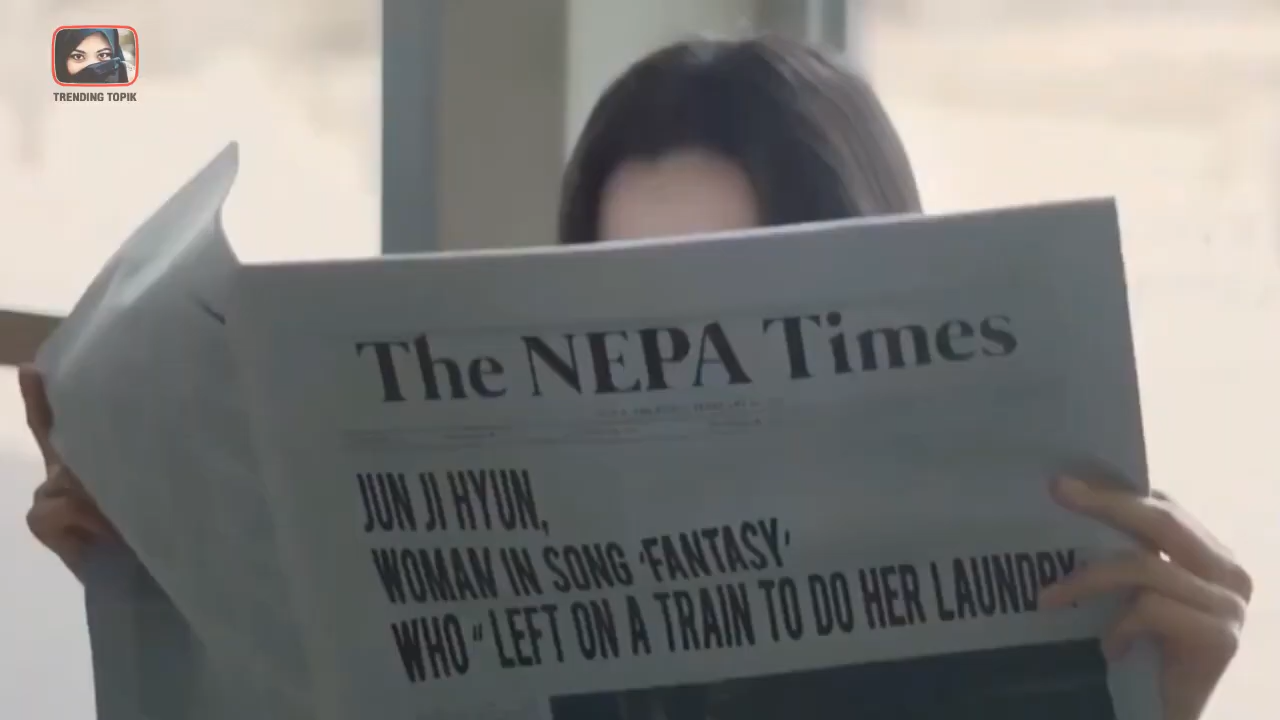 TRENDING TOPIK
The NEPA Times
JUN JI HYUN,
WOMAN IN SONG 'FANTASY'
WHO "LEFT ON A TRAIN TO DO HER LAUNDRY"